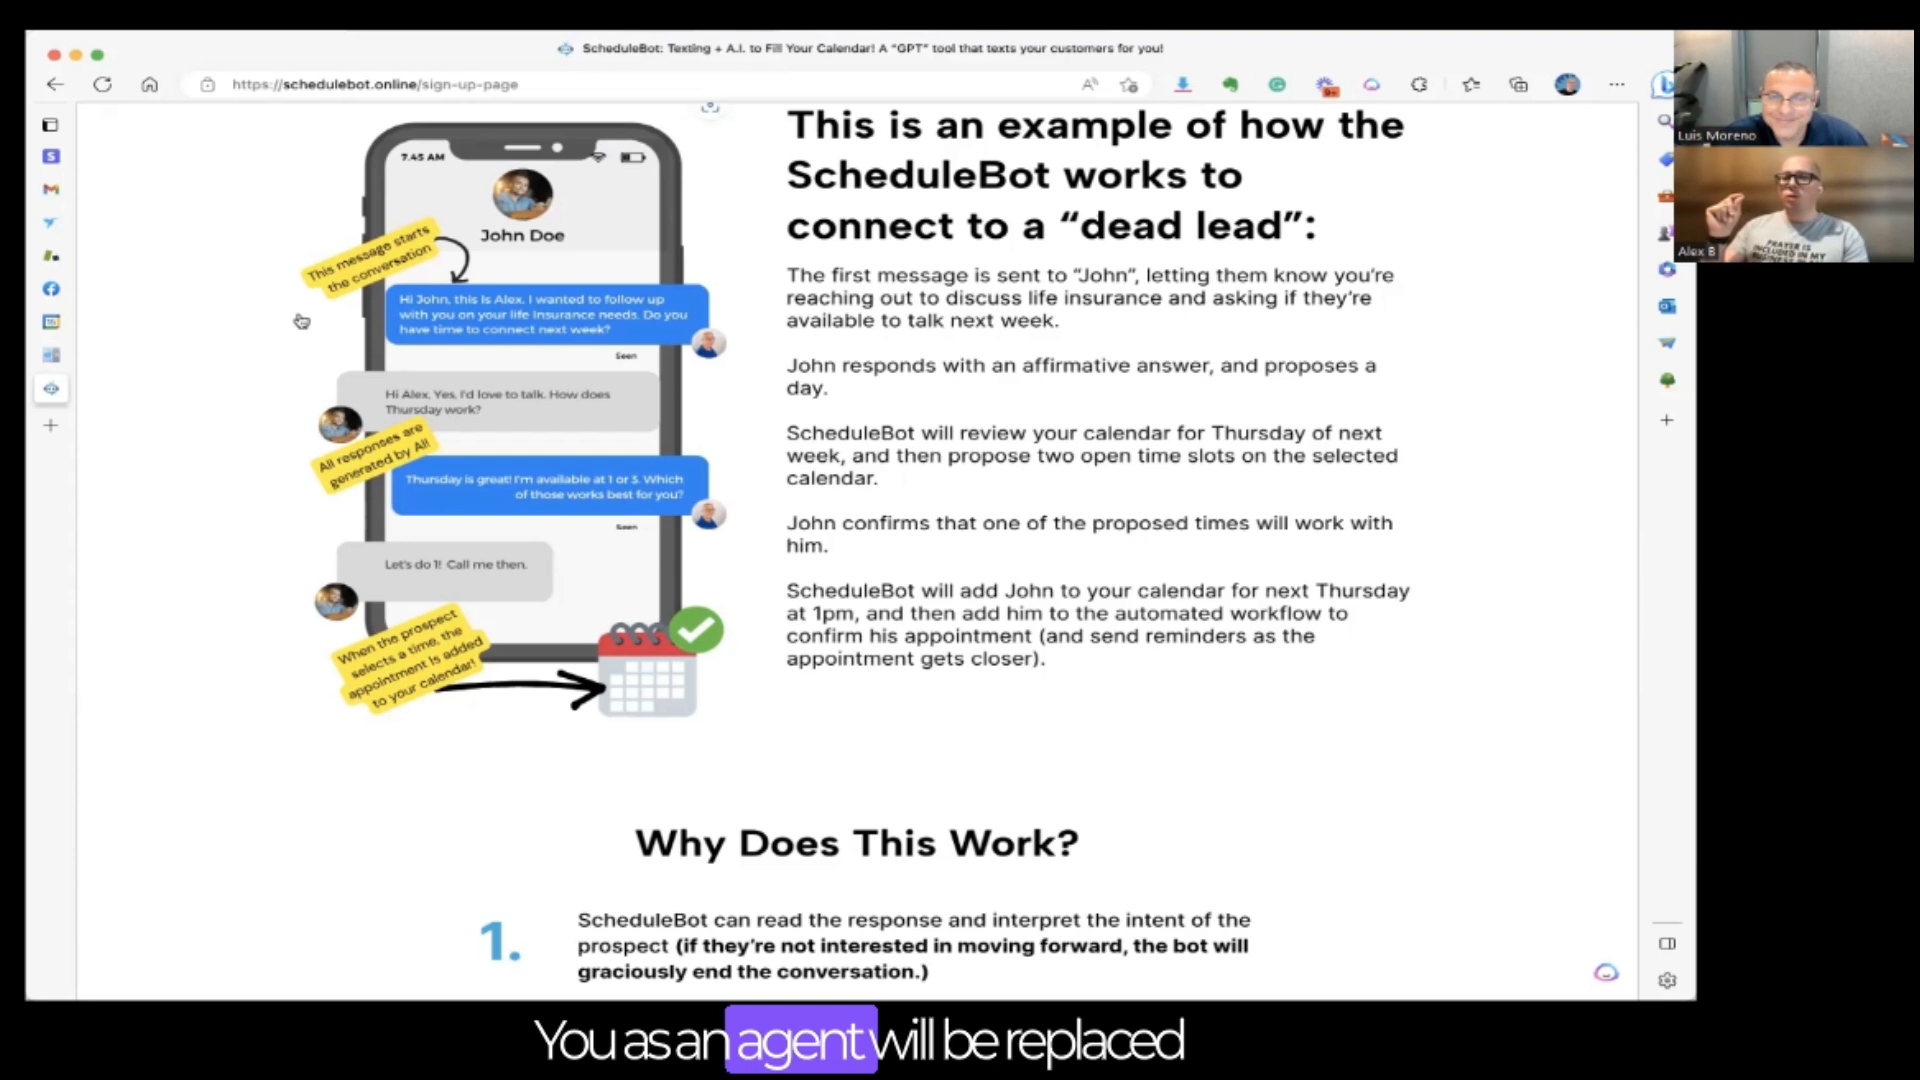 ScheduleBot: Texting + A.I. to Fill Your Calendar! A "GPT" tool that texts your customers for you!
https://schedulebot.online/sign-up-page
7.45 AM
John Doe
This message starts
the conversation
Hi John, this is Alex. I wanted to follow up
with you on your life insurance needs. Do you
have time to connect next week?
Seen
Hi Alex, Yes, I'd love to talk. How does
Thursday work?
All responses are
generated by AI!
Thursday is great! I'm available at 1 or 3. Which
of those works best for you?
Seen
Let's do 1! Call me then.
When the prospect
selects a time, the
appointment is added
to your calendar!
This is an example of how the
ScheduleBot works to
connect to a “dead lead”:
The first message is sent to “John”, letting them know you’re
reaching out to discuss life insurance and asking if they’re
available to talk next week.
John responds with an affirmative answer, and proposes a
day.
ScheduleBot will review your calendar for Thursday of next
week, and then propose two open time slots on the selected
calendar.
John confirms that one of the proposed times will work with
him.
ScheduleBot will add John to your calendar for next Thursday
at 1pm, and then add him to the automated workflow to
confirm his appointment (and send reminders as the
appointment gets closer).
Why Does This Work?
1.
ScheduleBot can read the response and interpret the intent of the
prospect (if they’re not interested in moving forward, the bot will
graciously end the conversation.)
Luis Moreno
Alex B
PRAYER IS
INCLUDED IN MY
You as an agent will be replaced